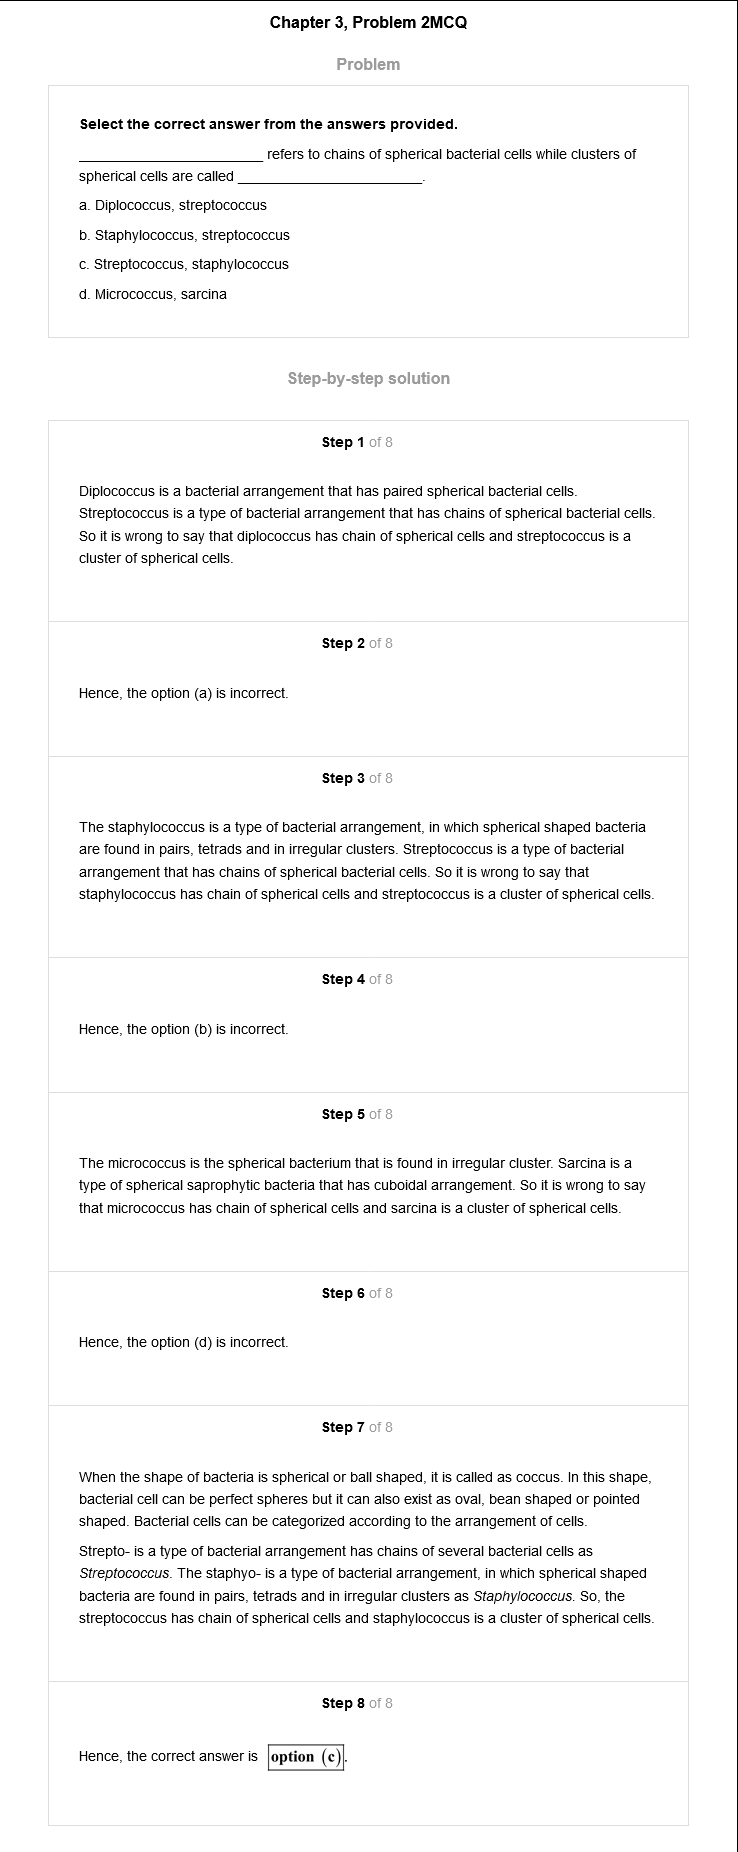 Chapter 3, Problem 2MCQ
Problem
Select the correct answer from the answers provided.
_______________________ refers to chains of spherical bacterial cells while clusters of
spherical cells are called _______________________.
a. Diplococcus, streptococcus
b. Staphylococcus, streptococcus
c. Streptococcus, staphylococcus
d. Micrococcus, sarcina
Step-by-step solution
Step 1 of 8
Diplococcus is a bacterial arrangement that has paired spherical bacterial cells.
Streptococcus is a type of bacterial arrangement that has chains of spherical bacterial cells.
So it is wrong to say that diplococcus has chain of spherical cells and streptococcus is a
cluster of spherical cells.
Step 2 of 8
Hence, the option (a) is incorrect.
Step 3 of 8
The staphylococcus is a type of bacterial arrangement, in which spherical shaped bacteria
are found in pairs, tetrads and in irregular clusters. Streptococcus is a type of bacterial
arrangement that has chains of spherical bacterial cells. So it is wrong to say that
staphylococcus has chain of spherical cells and streptococcus is a cluster of spherical cells.
Step 4 of 8
Hence, the option (b) is incorrect.
Step 5 of 8
The micrococcus is the spherical bacterium that is found in irregular cluster. Sarcina is a
type of spherical saprophytic bacteria that has cuboidal arrangement. So it is wrong to say
that micrococcus has chain of spherical cells and sarcina is a cluster of spherical cells.
Step 6 of 8
Hence, the option (d) is incorrect.
Step 7 of 8
When the shape of bacteria is spherical or ball shaped, it is called as coccus. In this shape,
bacterial cell can be perfect spheres but it can also exist as oval, bean shaped or pointed
shaped. Bacterial cells can be categorized according to the arrangement of cells.
Strepto- is a type of bacterial arrangement has chains of several bacterial cells as
Streptococcus. The staphyo- is a type of bacterial arrangement, in which spherical shaped
bacteria are found in pairs, tetrads and in irregular clusters as Staphylococcus. So, the
streptococcus has chain of spherical cells and staphylococcus is a cluster of spherical cells.
Step 8 of 8
Hence, the correct answer is option (c).